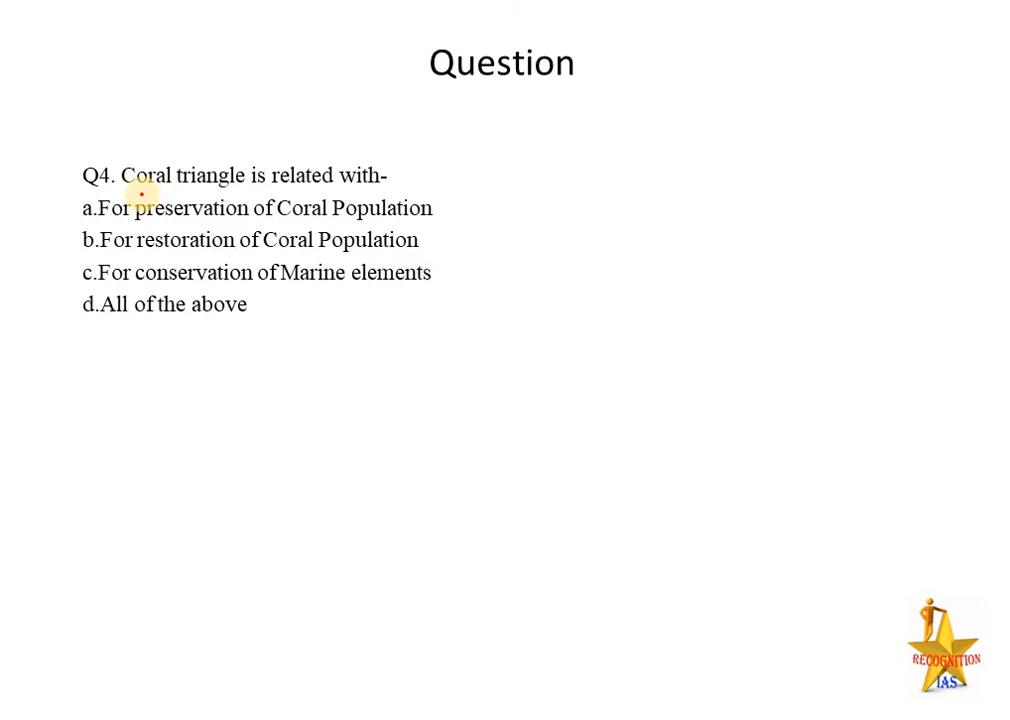 Question
Q4. Coral triangle is related with-
a.For preservation of Coral Population
b.For restoration of Coral Population
c.For conservation of Marine elements
d.All of the above
RECOGNITION
IAS